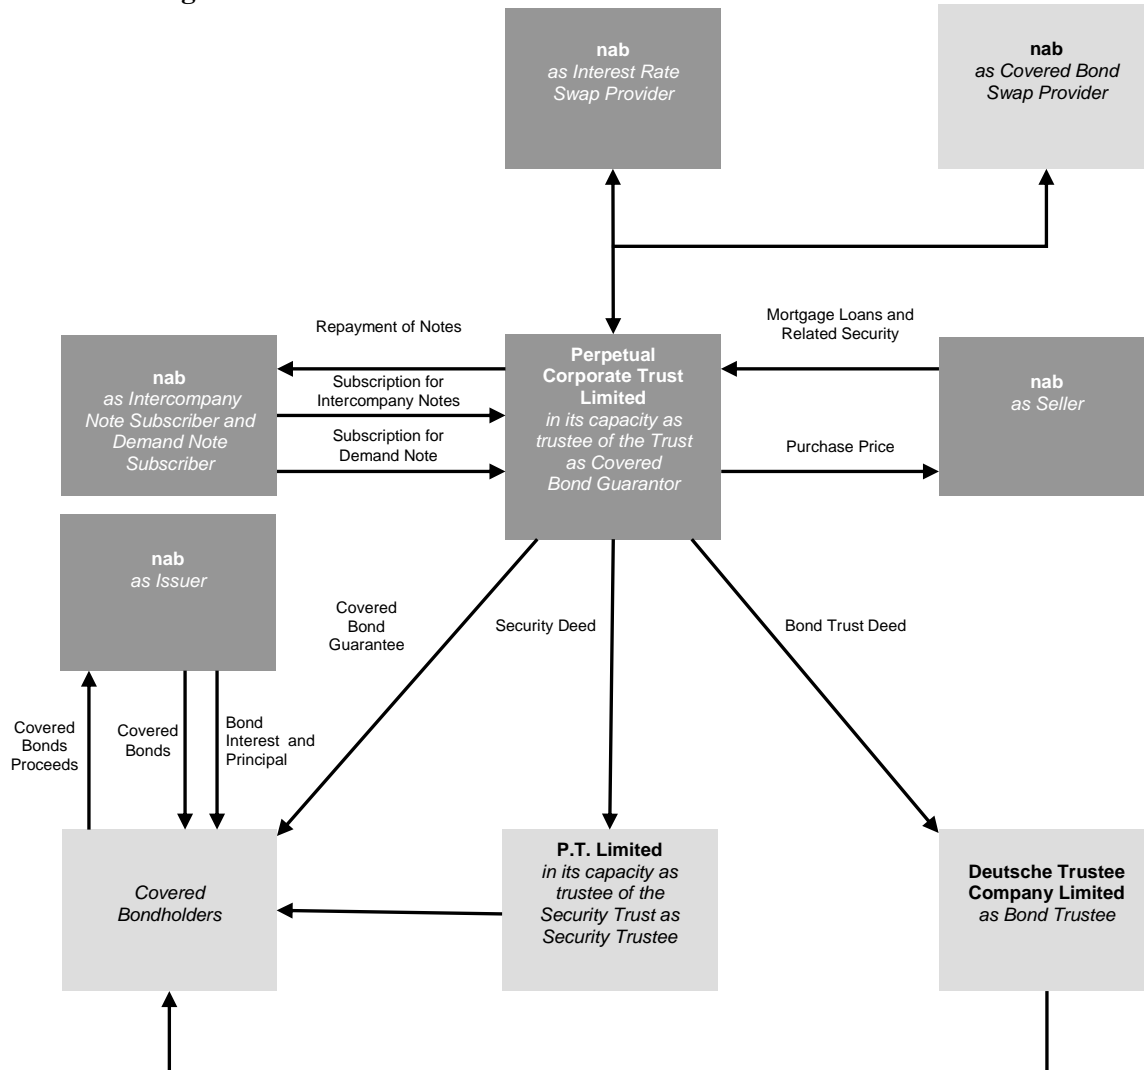 nab
as Interest Rate
Swap Provider
nab
as Covered Bond
Swap Provider
Repayment of Notes
Mortgage Loans and
Related Security
nab
as Intercompany
Note Subscriber and
Demand Note
Subscriber
Subscription for
Intercompany Notes
Subscription for
Demand Note
Perpetual
Corporate Trust
Limited
in its capacity as
trustee of the Trust
as Covered
Bond Guarantor
Purchase Price
nab
as Seller
nab
as Issuer
Covered
Bond
Guarantee
Security Deed
Bond Trust Deed
Covered
Bonds
Proceeds
Covered
Bonds
Bond
Interest and
Principal
Covered
Bondholders
P.T. Limited
in its capacity as
trustee of the
Security Trust as
Security Trustee
Deutsche Trustee
Company Limited
as Bond Trustee